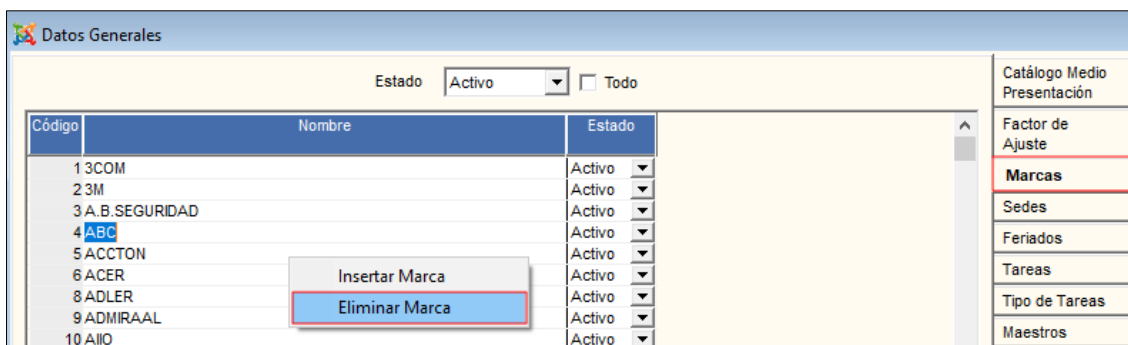 Datos Generales
Estado Activo Todo
Código Nombre Estado
1 3COM Activo
2 3M Activo
3 A.B.SEGURIDAD Activo
4 ABC Activo
5 ACCTON Activo
6 ACER Activo
8 ADLER Activo
9 ADMIRAAL Activo
10 AIIO Activo
Insertar Marca
Eliminar Marca
Catálogo Medio
Presentación
Factor de
Ajuste
Marcas
Sedes
Feriados
Tareas
Tipo de Tareas
Maestros